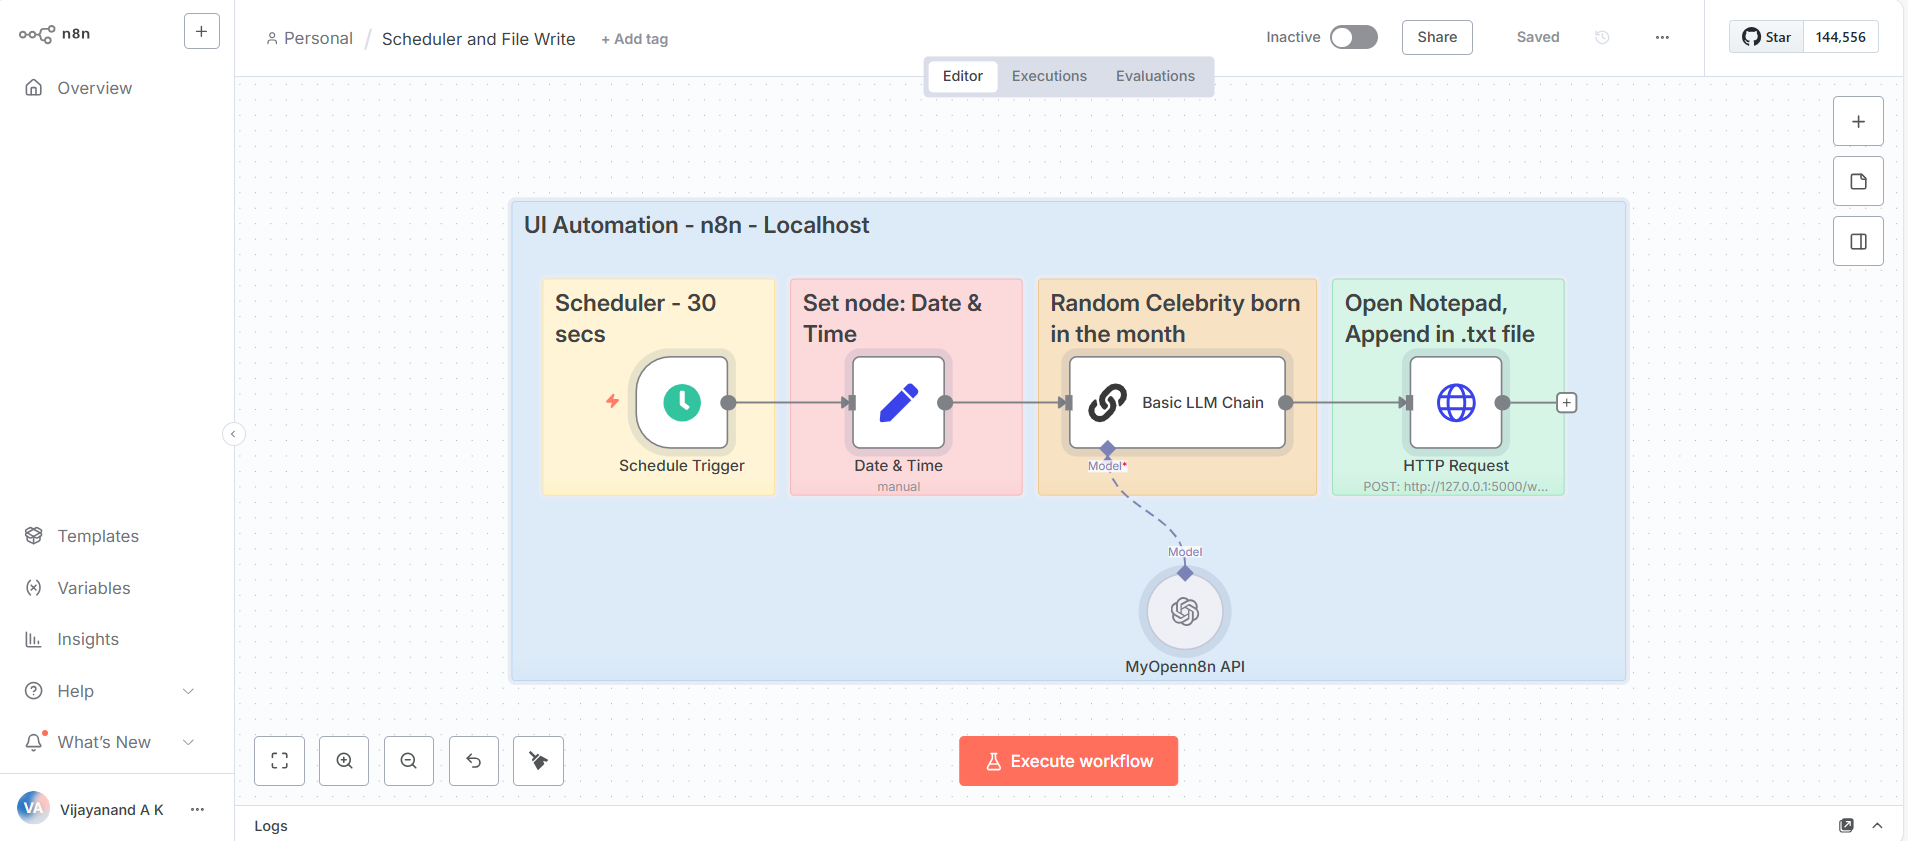 n8n
+
Overview
Templates
Variables
Insights
Help
What's New
VA
Vijayanand A K
Personal / Scheduler and File Write + Add tag
Inactive
Share
Saved
Star
144,556
Editor
Executions
Evaluations
UI Automation - n8n - Localhost
Scheduler - 30
secs
Schedule Trigger
Set node: Date &
Time
Date & Time
manual
Random Celebrity born
in the month
Basic LLM Chain
Model*
Model
MyOpenn8n API
Open Notepad,
Append in .txt file
HTTP Request
POST: http://127.0.0.1:5000/w...
Execute workflow
Logs